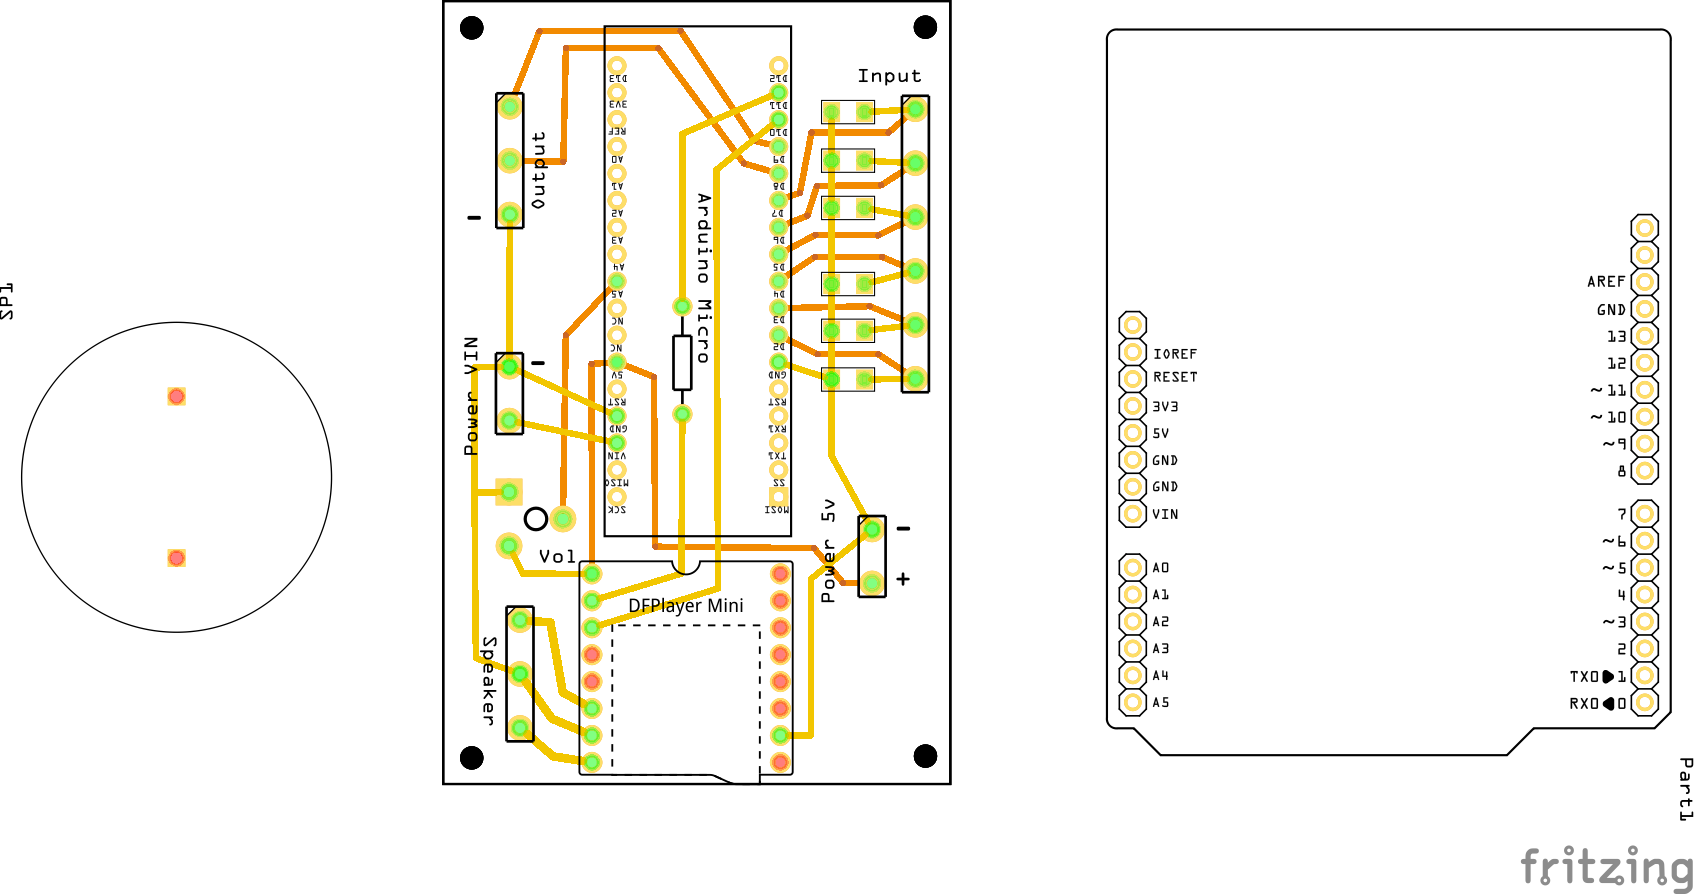 Spl
Output
-
Power VIN
-
Vol
Speaker
D13
3V3
REF
A0
A1
A2
A3
A4
A5
NC
NC
5V
RST
GND
VIN
MISO
SCK
Arduino Micro
D12
D11
D10
D9
D8
D7
D6
D5
D4
D3
D2
GND
RST
RX1
TX1
SS
MOSI
Input
Power 5v
-
+
DFPlayer Mini
IOREF
RESET
3V3
5V
GND
GND
VIN
A0
A1
A2
A3
A4
A5
AREF
GND
13
12
~11
~10
~9
8
7
~6
~5
4
~3
2
TX0▶1
RX0◀0
Part1
fritzing